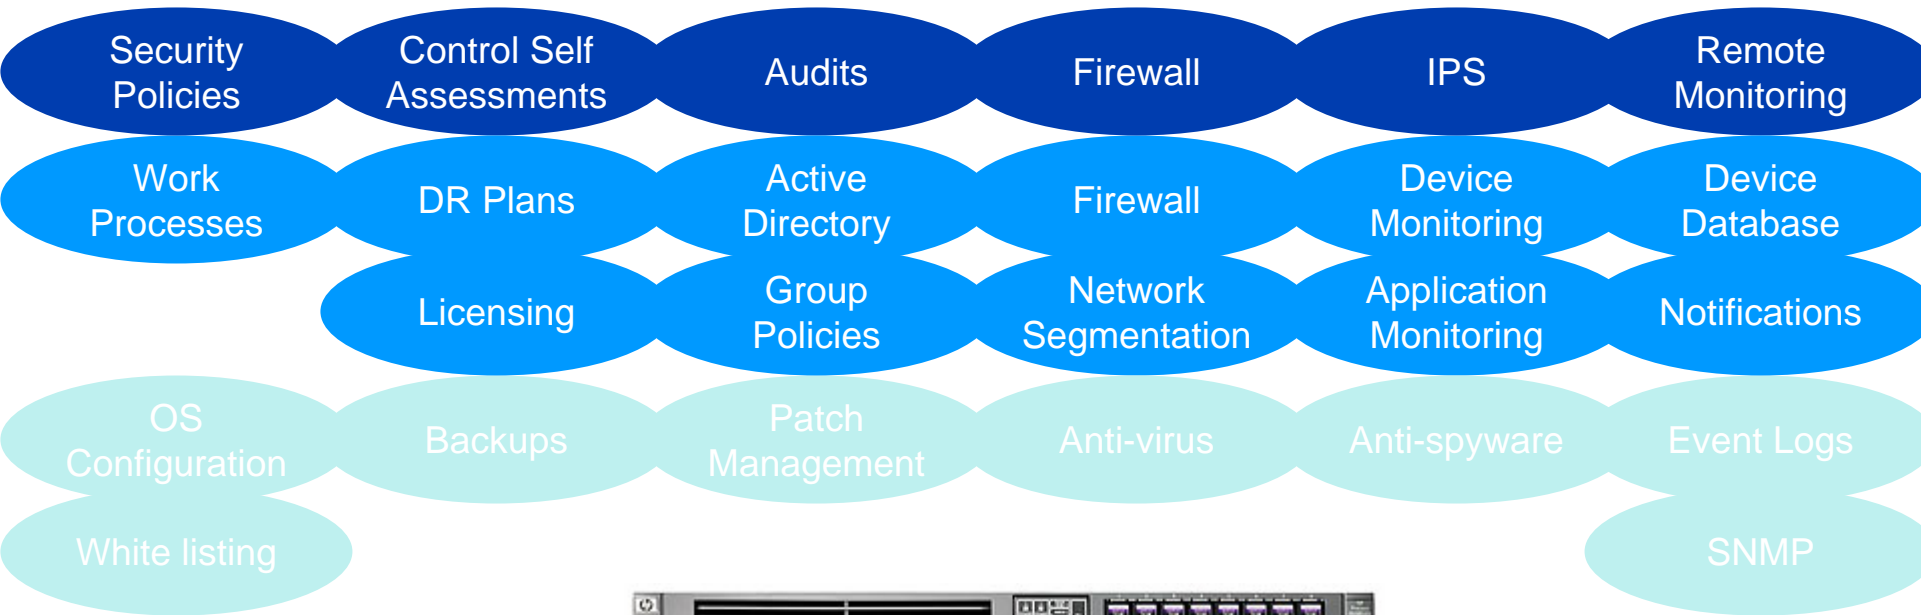 Security
Policies
Control Self
Assessments
Audits
Firewall
IPS
Remote
Monitoring
Work
Processes
DR Plans
Active
Directory
Firewall
Device
Monitoring
Device
Database
Licensing
Group
Policies
Network
Segmentation
Application
Monitoring
Notifications
OS
Configuration
Backups
Patch
Management
Anti-virus
Anti-spyware
Event Logs
White listing
SNMP